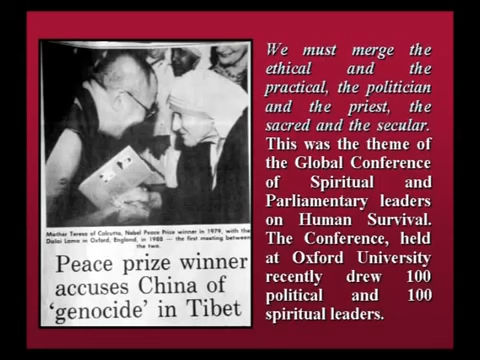 Mother Teresa of Calcutta, Nobel Peace Prize winner in 1979, with the
Dalai Lama in Oxford, England, in 1988 — the first meeting between
the two.
Peace prize winner
accuses China of
‘genocide’ in Tibet
We must merge the
ethical and the
practical, the politician
and the priest, the
sacred and the secular.
This was the theme of
the Global Conference
of Spiritual and
Parliamentary leaders
on Human Survival.
The Conference, held
at Oxford University
recently drew 100
political and 100
spiritual leaders.